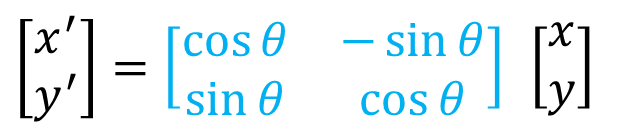 [x′ y′] = [cos θ − sin θ sin θ cos θ] [x y]